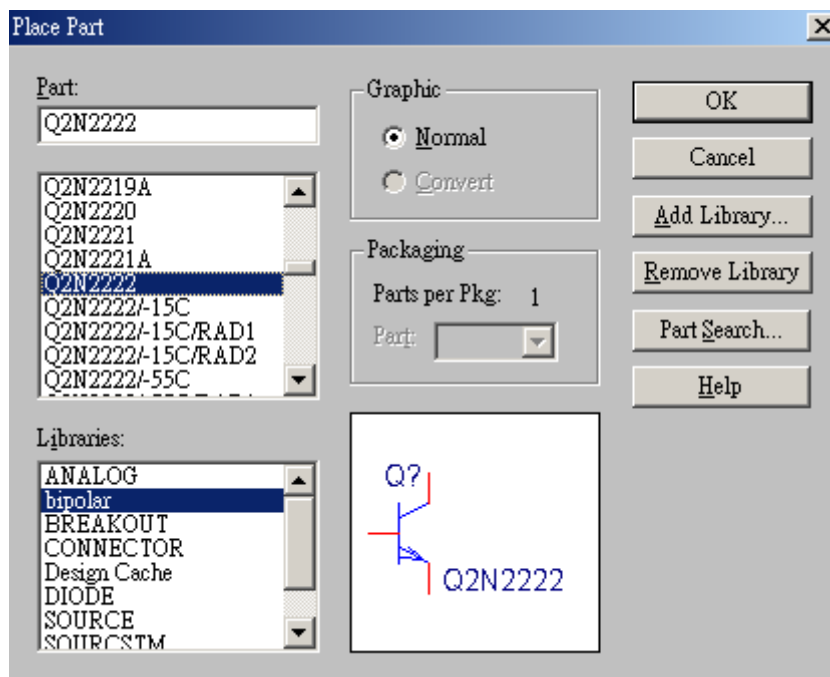 Place Part
Part:
Q2N2222
Q2N2219A
Q2N2220
Q2N2221
Q2N2221A
Q2N2222
Q2N2222/-15C
Q2N2222/-15C/RAD1
Q2N2222/-15C/RAD2
Q2N2222/-55C
Libraries:
ANALOG
bipolar
BREAKOUT
CONNECTOR
Design Cache
DIODE
SOURCE
SOURCSTM
Graphic
Normal
Convert
Packaging
Parts per Pkg: 1
Part:
Q?
Q2N2222
OK
Cancel
Add Library...
Remove Library
Part Search...
Help